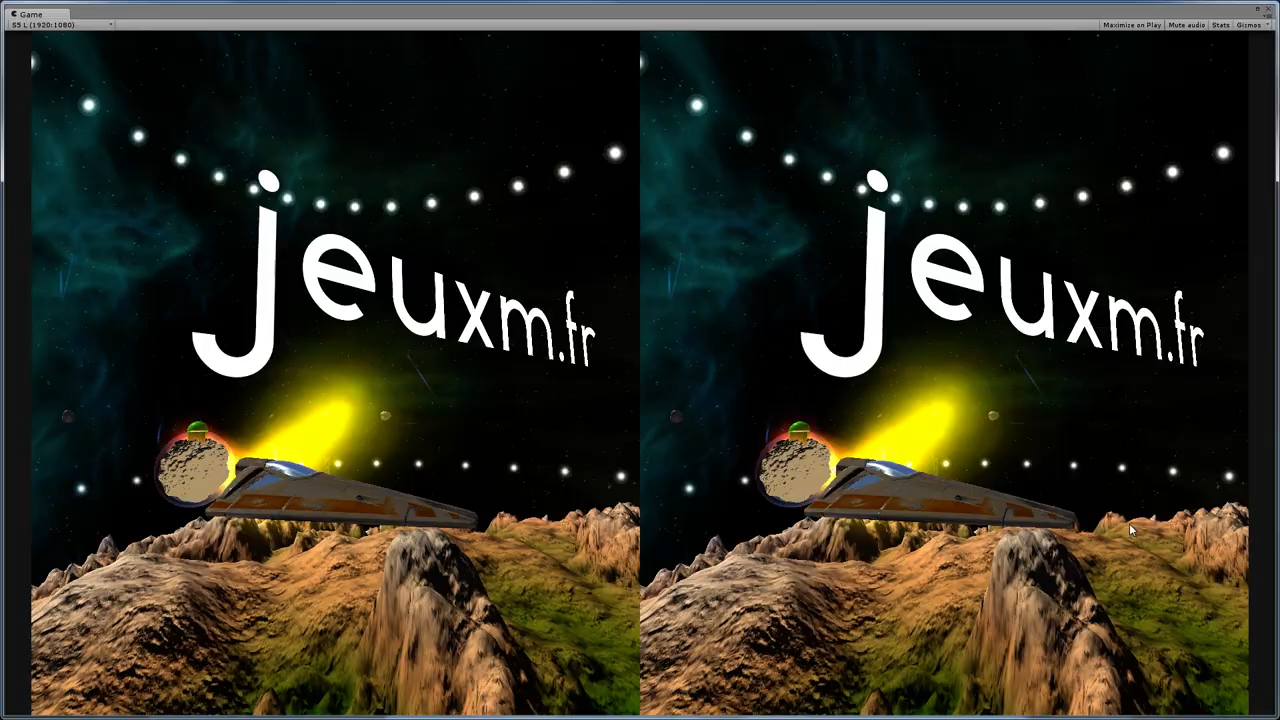 Game
S5 L (1920:1080)
Maximize on Play
Mute audio
Stats
Gizmos
jeuxm.fr
jeuxm.fr